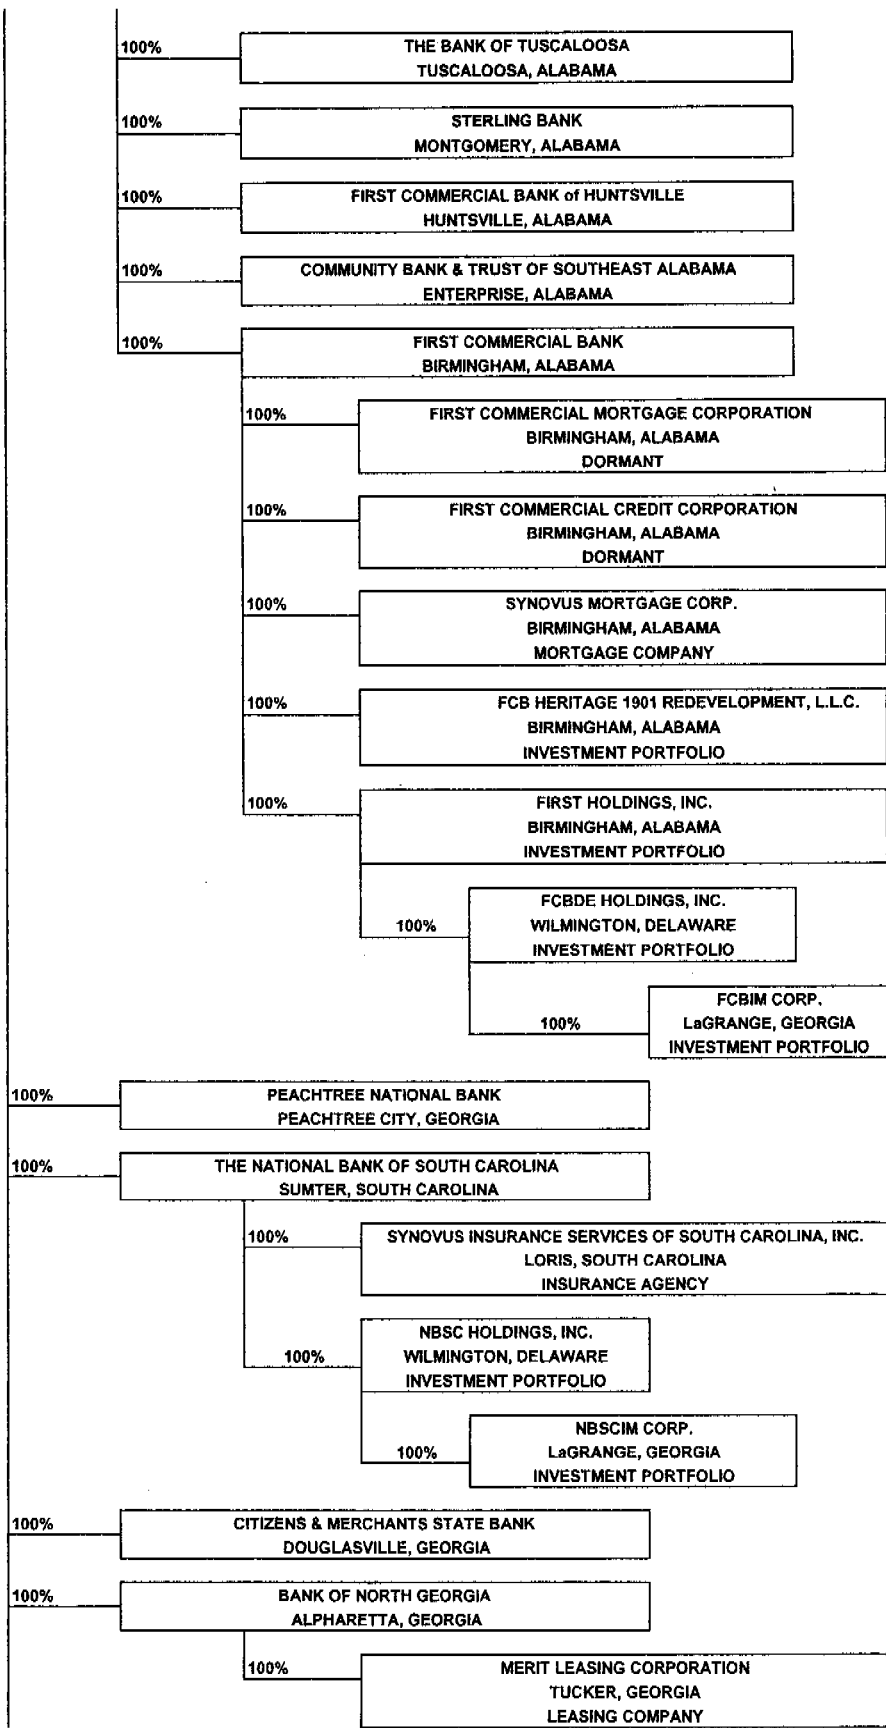 100%
THE BANK OF TUSCALOOSA
TUSCALOOSA, ALABAMA
100%
STERLING BANK
MONTGOMERY, ALABAMA
100%
FIRST COMMERCIAL BANK of HUNTSVILLE
HUNTSVILLE, ALABAMA
100%
COMMUNITY BANK & TRUST OF SOUTHEAST ALABAMA
ENTERPRISE, ALABAMA
100%
FIRST COMMERCIAL BANK
BIRMINGHAM, ALABAMA
100%
FIRST COMMERCIAL MORTGAGE CORPORATION
BIRMINGHAM, ALABAMA
DORMANT
100%
FIRST COMMERCIAL CREDIT CORPORATION
BIRMINGHAM, ALABAMA
DORMANT
100%
SYNOVUS MORTGAGE CORP.
BIRMINGHAM, ALABAMA
MORTGAGE COMPANY
100%
FCB HERITAGE 1901 REDEVELOPMENT, L.L.C.
BIRMINGHAM, ALABAMA
INVESTMENT PORTFOLIO
100%
FIRST HOLDINGS, INC.
BIRMINGHAM, ALABAMA
INVESTMENT PORTFOLIO
100%
FCBDE HOLDINGS, INC.
WILMINGTON, DELAWARE
INVESTMENT PORTFOLIO
100%
FCBIM CORP.
LaGRANGE, GEORGIA
INVESTMENT PORTFOLIO
100%
PEACHTREE NATIONAL BANK
PEACHTREE CITY, GEORGIA
100%
THE NATIONAL BANK OF SOUTH CAROLINA
SUMTER, SOUTH CAROLINA
100%
SYNOVUS INSURANCE SERVICES OF SOUTH CAROLINA, INC.
LORIS, SOUTH CAROLINA
INSURANCE AGENCY
100%
NBSC HOLDINGS, INC.
WILMINGTON, DELAWARE
INVESTMENT PORTFOLIO
100%
NBSCIM CORP.
LaGRANGE, GEORGIA
INVESTMENT PORTFOLIO
100%
CITIZENS & MERCHANTS STATE BANK
DOUGLASVILLE, GEORGIA
100%
BANK OF NORTH GEORGIA
ALPHARETTA, GEORGIA
100%
MERIT LEASING CORPORATION
TUCKER, GEORGIA
LEASING COMPANY